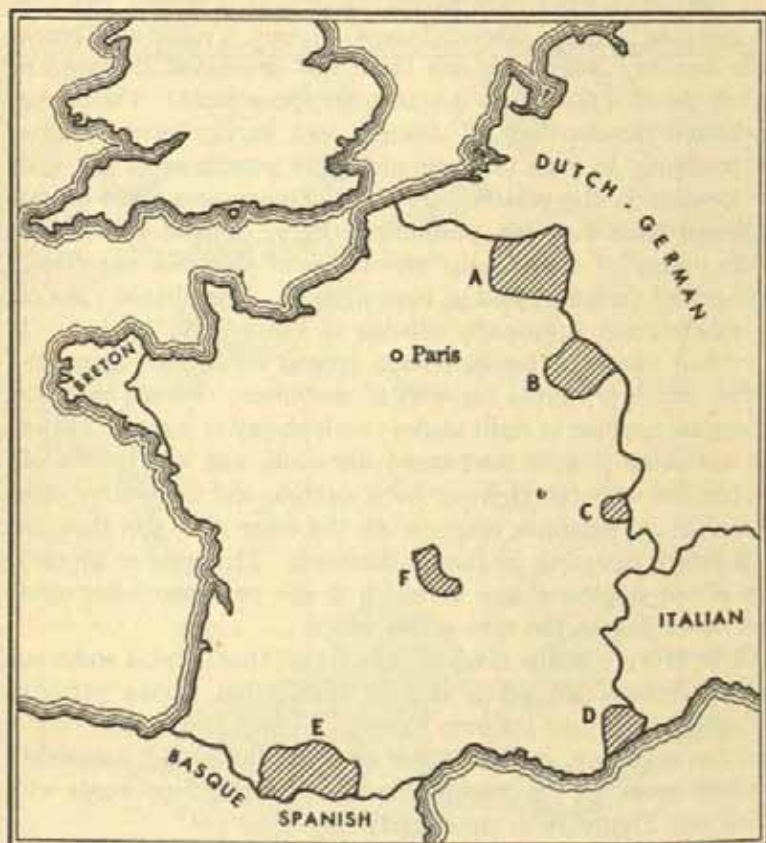 DUTCH - GERMAN
A
Paris
BRETON
B
C
F
ITALIAN
D
E
BASQUE
SPANISH